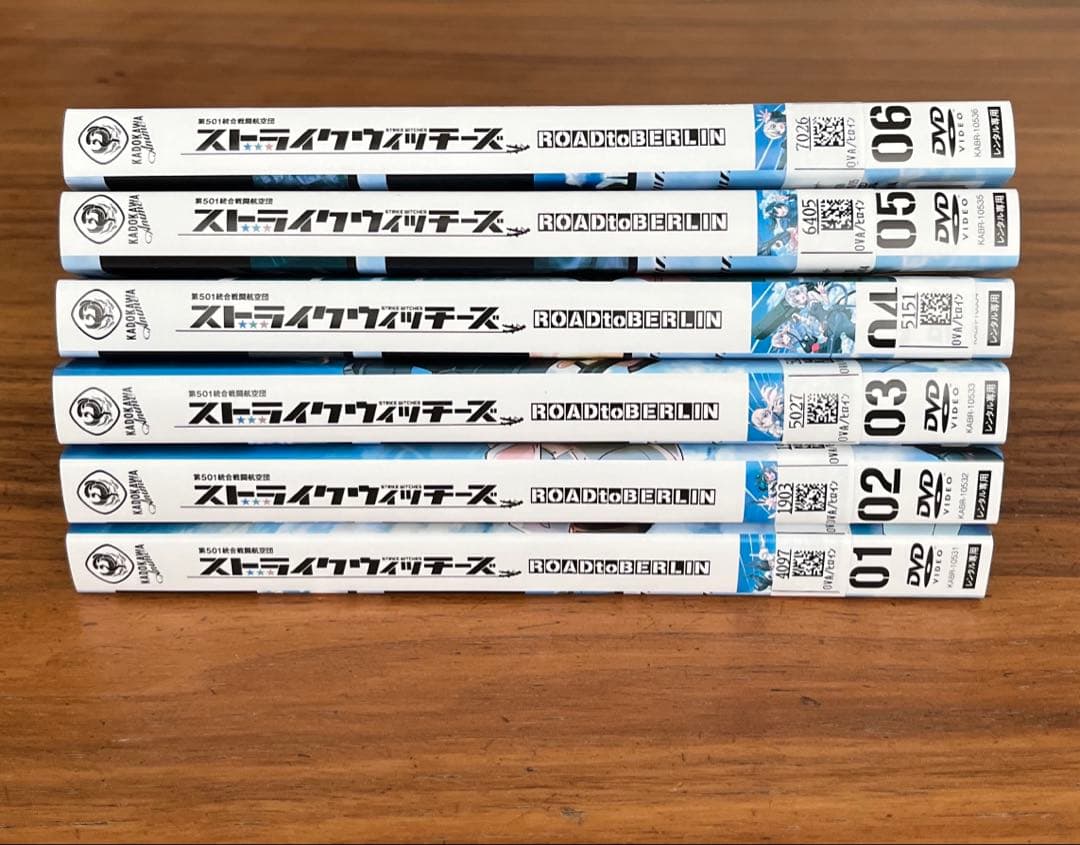 KADOKAWA Anime
第501統合戦闘航空団
ストライクウィッチーズ
STRIKE WITCHES
ROADtoBERLIN
7026
OVA/ヒロイン
06
DVD
VIDEO
KABR-10536
レンタル専用
KADOKAWA Anime
第501統合戦闘航空団
ストライクウィッチーズ
STRIKE WITCHES
ROADtoBERLIN
6405
OVA/ヒロイン
05
DVD
VIDEO
KABR-10535
レンタル専用
KADOKAWA Anime
第501統合戦闘航空団
ストライクウィッチーズ
STRIKE WITCHES
ROADtoBERLIN
04
5151
OVA/ヒロイン
レンタル専用
KADOKAWA Anime
第501統合戦闘航空団
ストライクウィッチーズ
STRIKE WITCHES
ROADtoBERLIN
5027
OVA/ヒロイン
03
DVD
VIDEO
KABR-10533
レンタル専用
KADOKAWA Anime
第501統合戦闘航空団
ストライクウィッチーズ
STRIKE WITCHES
ROADtoBERLIN
1903
OVA/ヒロイン
02
DVD
VIDEO
KABR-10532
レンタル専用
KADOKAWA Anime
第501統合戦闘航空団
ストライクウィッチーズ
STRIKE WITCHES
ROADtoBERLIN
4097
OVA/ヒロイン
01
DVD
VIDEO
KABR-10531
レンタル専用